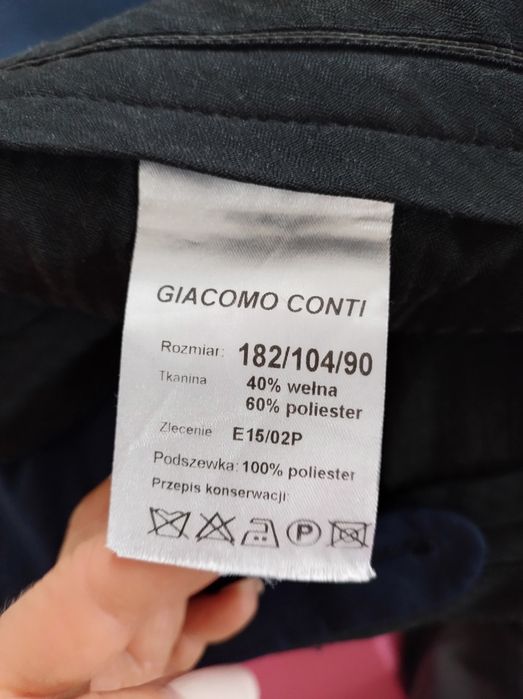 GIACOMO CONTI
Rozmiar: 182/104/90
Tkanina 40% wełna
60% poliester
Zlecenie E15/02P
Podszewka: 100% poliester
Przepis konserwacji:
P